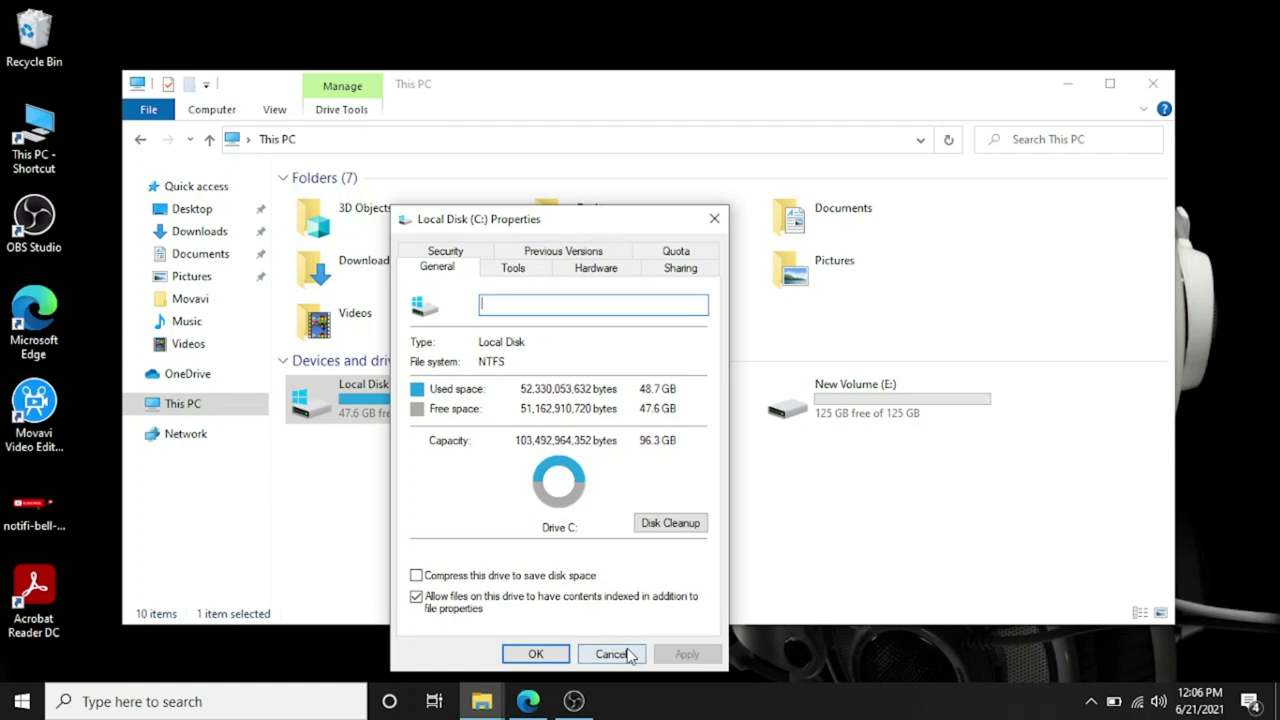 Recycle Bin
This PC -
Shortcut
OBS Studio
Microsoft
Edge
Movavi
Video Edit...
notifi-bell-...
Acrobat
Reader DC
Manage
This PC
File
Computer
View
Drive Tools
This PC
Search This PC
Quick access
Desktop
Downloads
Documents
Pictures
Movavi
Music
Videos
OneDrive
This PC
Network
Folders (7)
3D Objects
Documents
Download
Pictures
Videos
Devices and dri
Local Disk
47.6 GB fre
New Volume (E:)
125 GB free of 125 GB
10 items
1 item selected
Local Disk (C:) Properties
Security
Previous Versions
Quota
General
Tools
Hardware
Sharing
Type: Local Disk
File system: NTFS
Used space: 52,330,053,632 bytes 48.7 GB
Free space: 51,162,910,720 bytes 47.6 GB
Capacity: 103,492,964,352 bytes 96.3 GB
Drive C:
Disk Cleanup
Compress this drive to save disk space
Allow files on this drive to have contents indexed in addition to
file properties
OK
Cancel
Apply
Type here to search
12:06 PM
6/21/2021
4